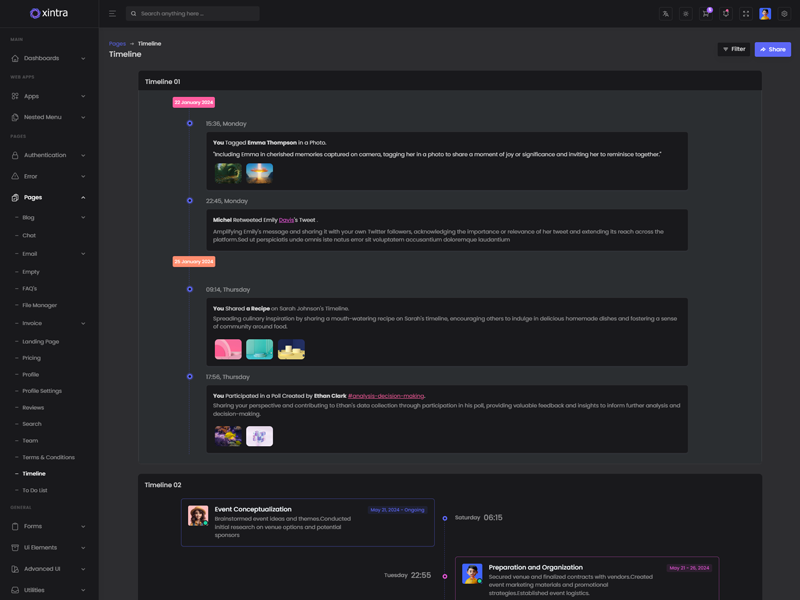 xintra
Search anything here ...
5
MAIN
Dashboards
WEB APPS
Apps
Nested Menu
PAGES
Authentication
Error
Pages
Blog
Chat
Email
Empty
FAQ's
File Manager
Invoice
Landing Page
Pricing
Profile
Profile Settings
Reviews
Search
Team
Terms & Conditions
Timeline
To Do List
GENERAL
Forms
UI Elements
Advanced UI
Utilities
Pages → Timeline
Timeline
Filter
Share
Timeline 01
22 January 2024
15:36, Monday
You Tagged Emma Thompson in a Photo.
"Including Emma in cherished memories captured on camera, tagging her in a photo to share a moment of joy or significance and inviting her to reminisce together."
22:45, Monday
Michel Retweeted Emily Davis's Tweet .
Amplifying Emily's message and sharing it with your own Twitter followers, acknowledging the importance or relevance of her tweet and extending its reach across the
platform.Sed ut perspiciatis unde omnis iste natus error sit voluptatem accusantium doloremque laudantium
25 January 2024
09:14, Thursday
You Shared a Recipe on Sarah Johnson's Timeline.
Spreading culinary inspiration by sharing a mouth-watering recipe on Sarah's timeline, encouraging others to indulge in delicious homemade dishes and fostering a sense
of community around food.
17:56, Thursday
You Participated in a Poll Created by Ethan Clark #analysis-decision-making.
Sharing your perspective and contributing to Ethan's data collection through participation in his poll, providing valuable feedback and insights to inform further analysis and
decision-making.
Timeline 02
Event Conceptualization
May 21, 2024 - Ongoing
Brainstormed event ideas and themes.Conducted
initial research on venue options and potential
sponsors
Saturday 06:15
Tuesday 22:55
Preparation and Organization
May 21 - 26, 2024
Secured venue and finalized contracts with vendors.Created
event marketing materials and promotional
strategies.Established event logistics.